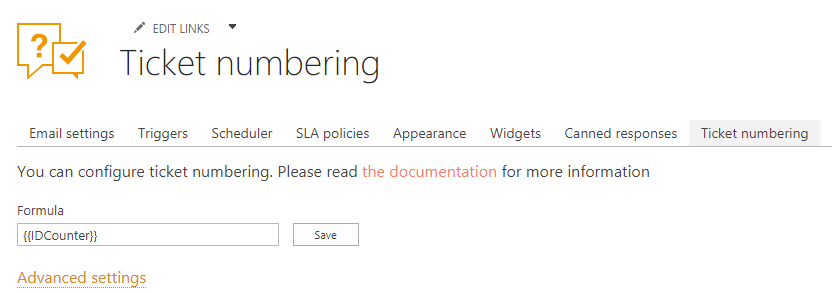 ?
EDIT LINKS
Ticket numbering
Email settings Triggers Scheduler SLA policies Appearance Widgets Canned responses Ticket numbering
You can configure ticket numbering. Please read the documentation for more information
Formula
{{IDCounter}} Save
Advanced settings